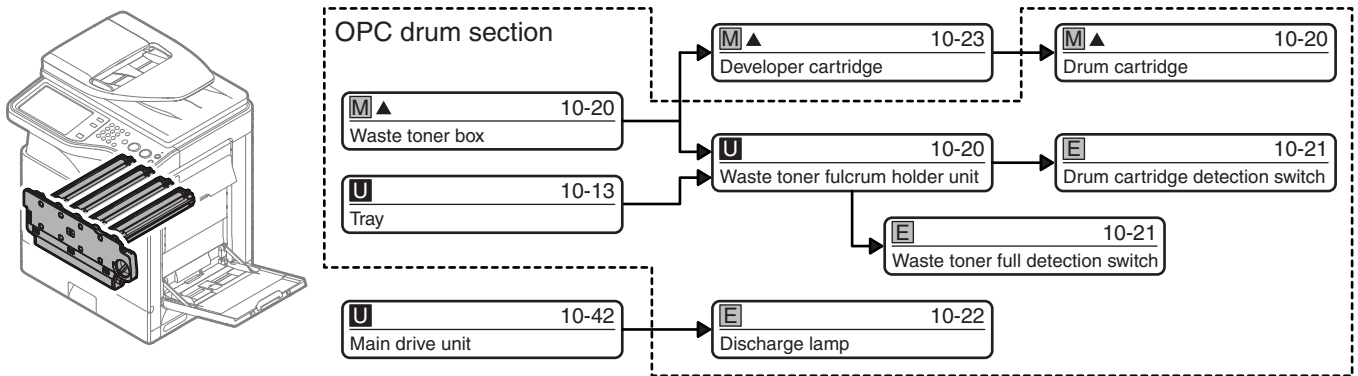 OPC drum section
M ▲ 10-23
Developer cartridge
M ▲ 10-20
Drum cartridge
M ▲ 10-20
Waste toner box
U 10-20
Waste toner fulcrum holder unit
E 10-21
Drum cartridge detection switch
U 10-13
Tray
E 10-21
Waste toner full detection switch
U 10-42
Main drive unit
E 10-22
Discharge lamp